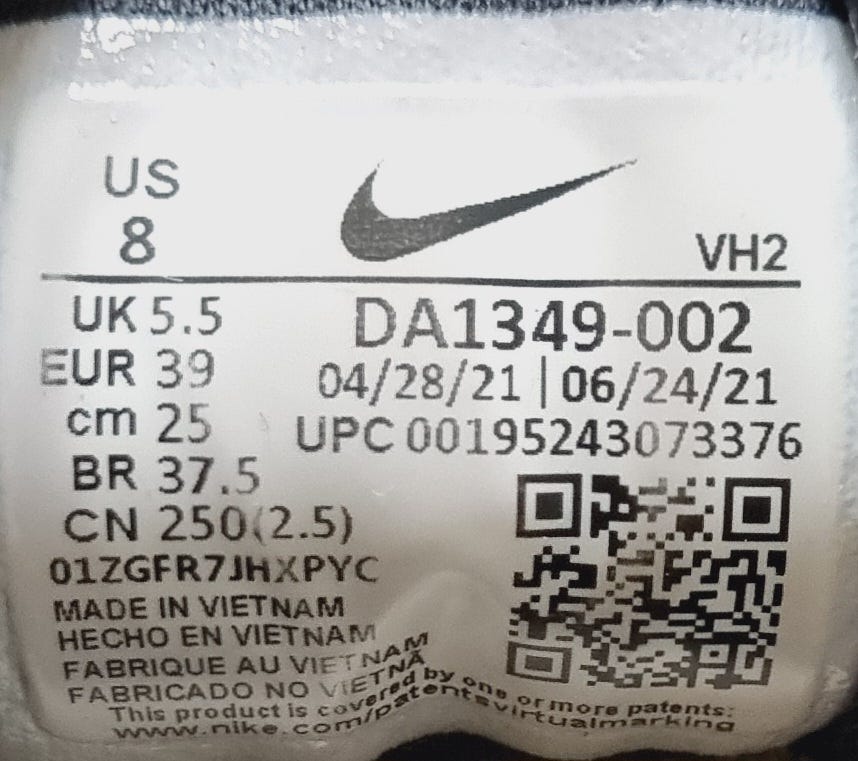 US
8
VH2
UK 5.5
DA1349-002
EUR 39
04/28/21 | 06/24/21
cm 25
UPC 00195243073376
BR 37.5
CN 250(2.5)
01ZGFR7JHXPYC
MADE IN VIETNAM
HECHO EN VIETNAM
FABRIQUE AU VIETNAM
FABRICADO NO VIETNA
This product is covered by one or more patents:
www.nike.com/patentsvirtualmarking